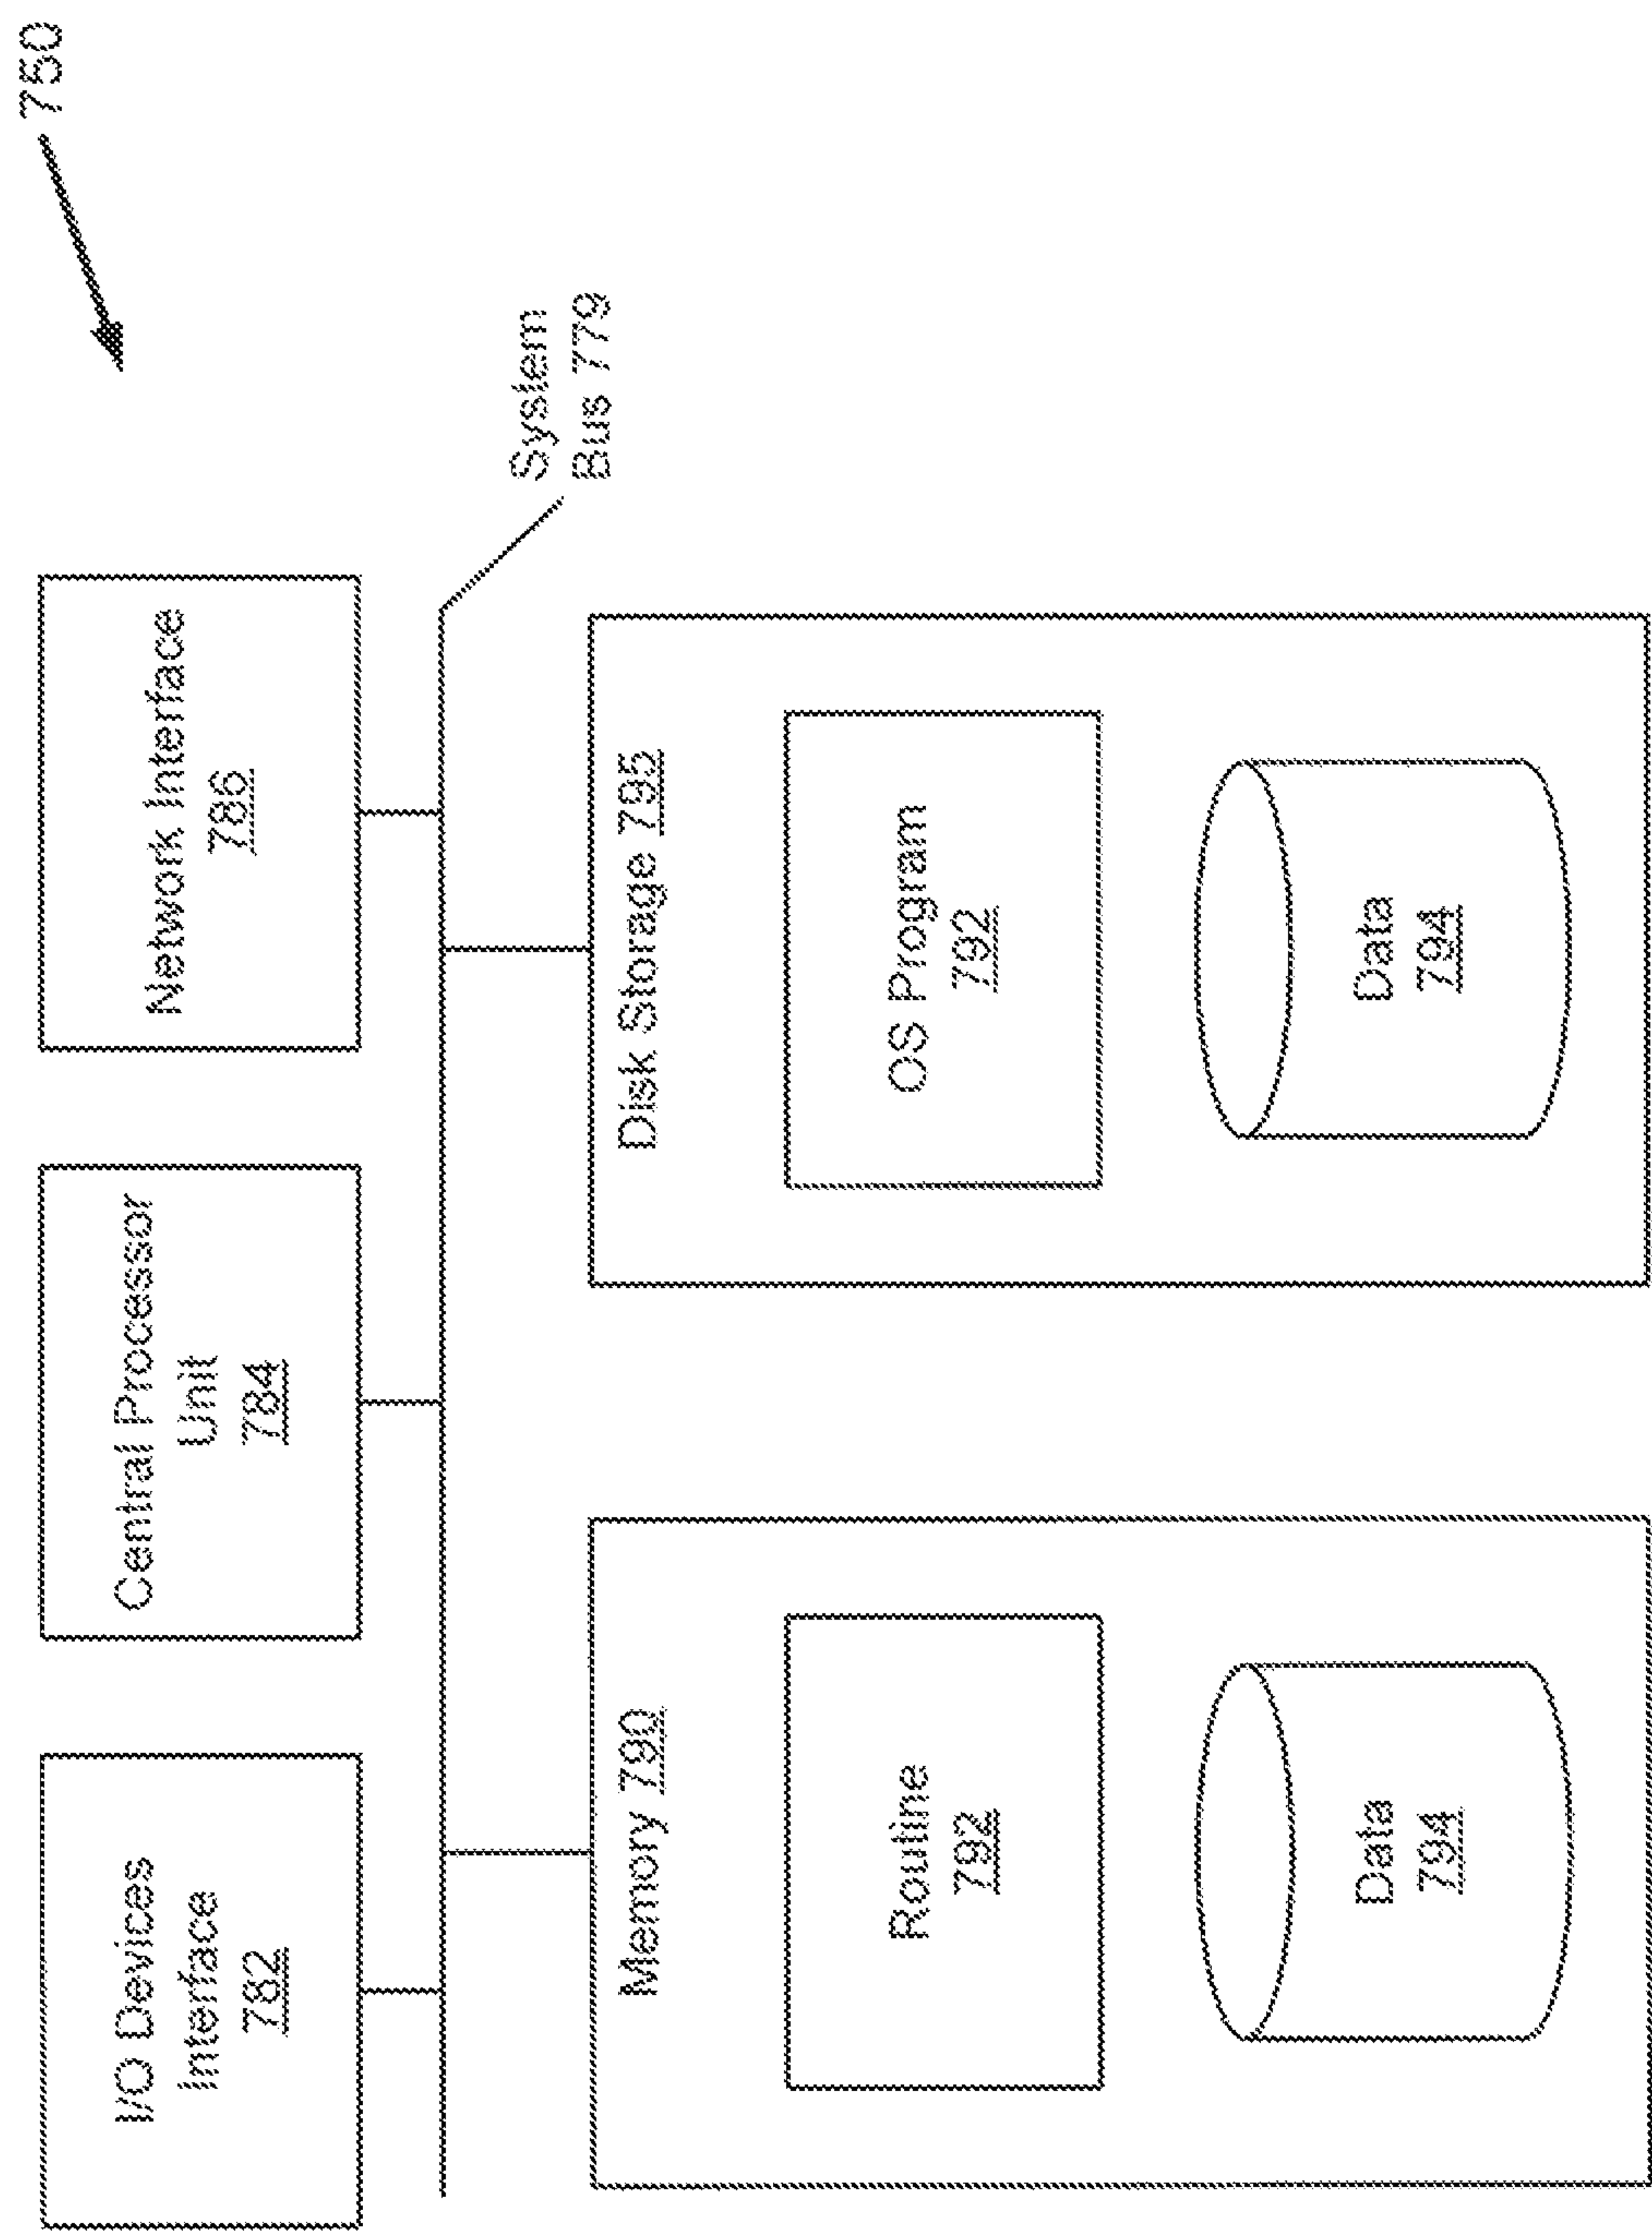 750
I/O Devices
Interface
782
Central Processor
Unit
784
Network Interface
786
System
Bus 779
Memory 790
Routine
792
Data
794
Disk Storage 795
OS Program
792
Data
794